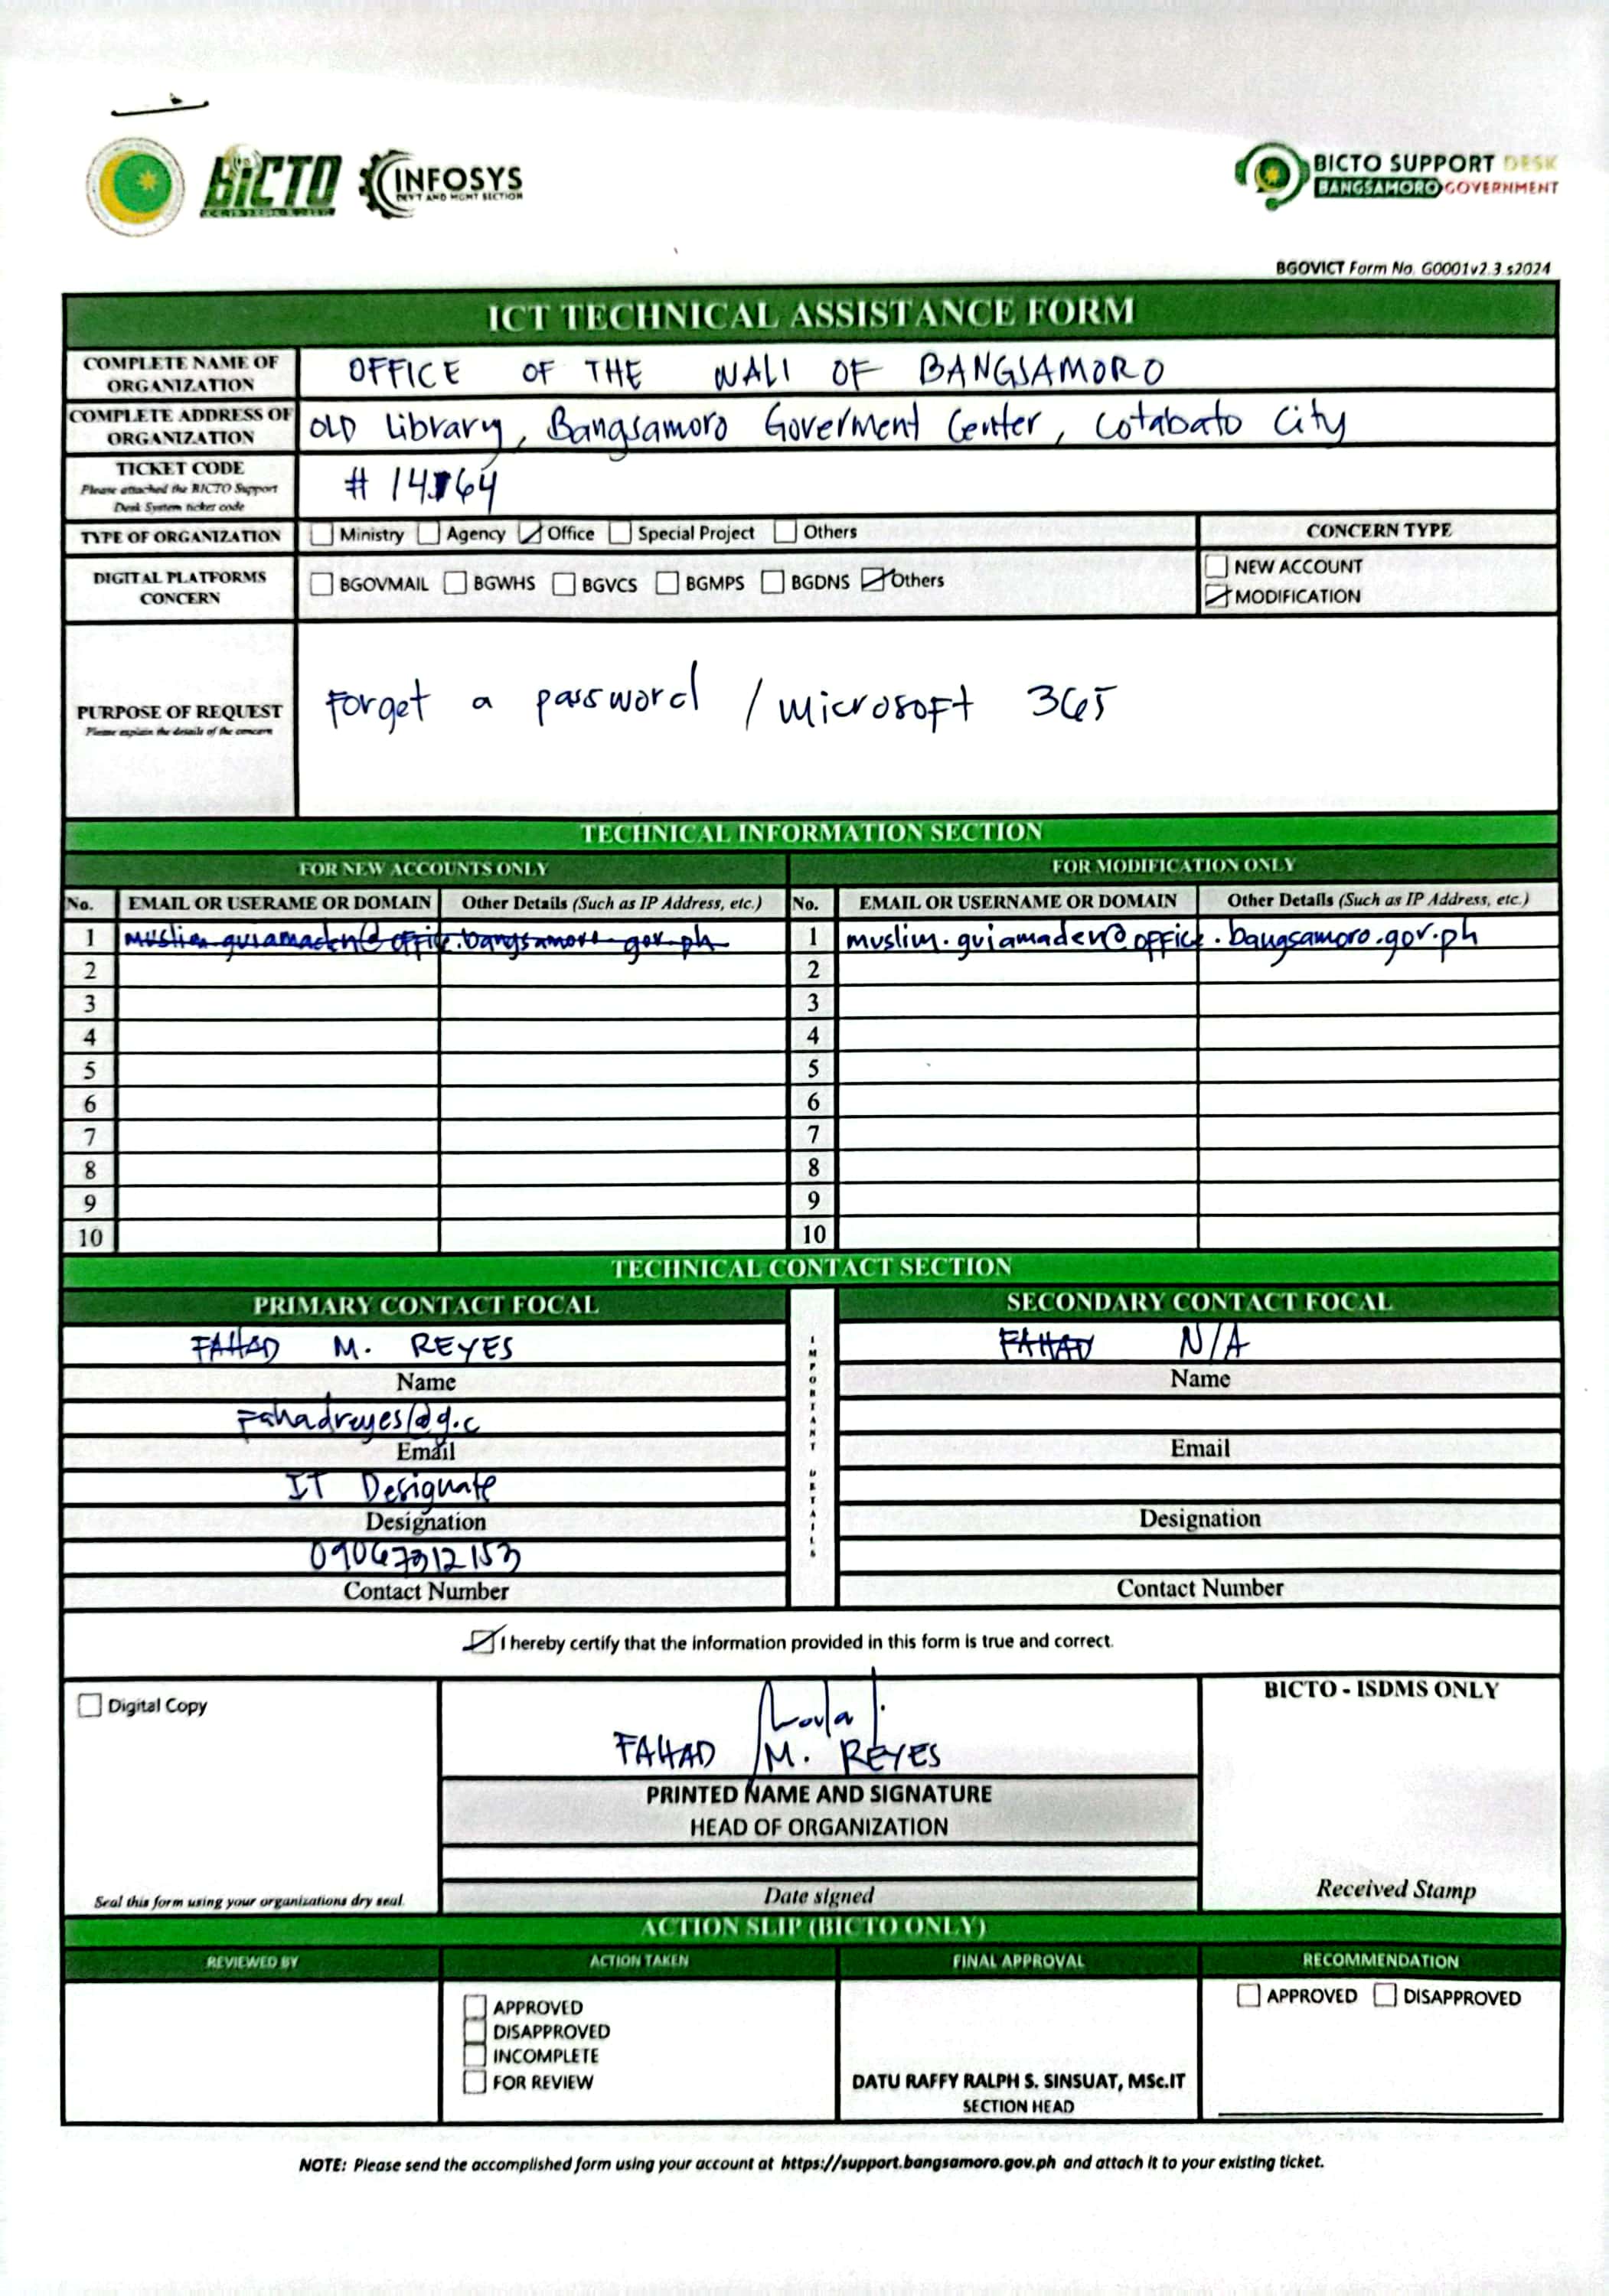 BICTO
INFOSYS
DEV'T AND MGMT SECTION
BICTO SUPPORT DESK
BANGSAMORO GOVERNMENT
BGOVICT Form No. G0001v2.3.s2024
ICT TECHNICAL ASSISTANCE FORM
COMPLETE NAME OF ORGANIZATION OFFICE OF THE WALI OF BANGSAMORO
COMPLETE ADDRESS OF ORGANIZATION OLD Library, Bangsamoro Goverment Center, Cotabato City
TICKET CODE
Please attached the BICTO Support Desk System ticker code
# 14164
TYPE OF ORGANIZATION Ministry Agency Office Special Project Others
CONCERN TYPE
DIGITAL PLATFORMS CONCERN BGOVMAIL BGWHS BGVCS BGMPS BGDNS Others
NEW ACCOUNT
MODIFICATION
PURPOSE OF REQUEST
Please explain the details of the concern
Forget a password / microsoft 365
TECHNICAL INFORMATION SECTION
FOR NEW ACCOUNTS ONLY FOR MODIFICATION ONLY
No. EMAIL OR USERAME OR DOMAIN Other Details (Such as IP Address, etc.) No. EMAIL OR USERNAME OR DOMAIN Other Details (Such as IP Address, etc.)
1 1 muslim.guiamaden@office.bangsamoro.gov.ph
2 2
3 3
4 4
5 5
6 6
7 7
8 8
9 9
10 10
TECHNICAL CONTACT SECTION
PRIMARY CONTACT FOCAL SECONDARY CONTACT FOCAL
IMPORTANT DETAILS
FAHAD M. REYES FAHAD N/A
Name Name
fahadreyes@g.c
Email Email
IT Designate
Designation Designation
09067312153
Contact Number Contact Number
I hereby certify that the information provided in this form is true and correct.
Digital Copy
BICTO - ISDMS ONLY
FAHAD M. REYES
PRINTED NAME AND SIGNATURE
HEAD OF ORGANIZATION
Seal this form using your organizations dry seal.
Date signed
Received Stamp
ACTION SLIP (BICTO ONLY)
REVIEWED BY ACTION TAKEN FINAL APPROVAL RECOMMENDATION
APPROVED
DISAPPROVED
INCOMPLETE
FOR REVIEW
APPROVED DISAPPROVED
DATU RAFFY RALPH S. SINSUAT, MSc.IT
SECTION HEAD
NOTE: Please send the accomplished form using your account at https://support.bangsamoro.gov.ph and attach it to your existing ticket.